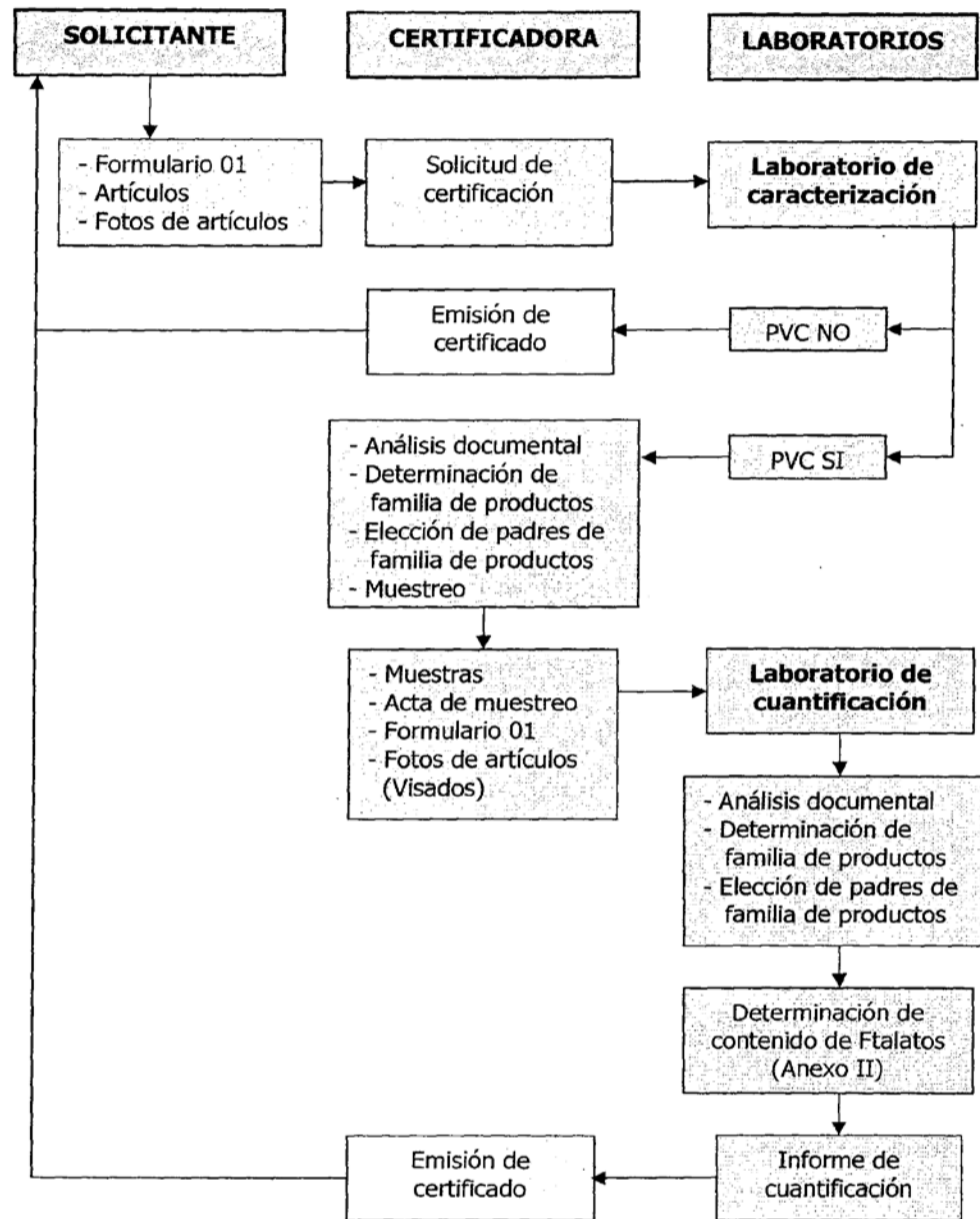 SOLICITANTE
CERTIFICADORA
LABORATORIOS
- Formulario 01
- Artículos
- Fotos de artículos
Solicitud de
certificación
Laboratorio de
caracterización
Emisión de
certificado
PVC NO
- Análisis documental
- Determinación de
familia de productos
- Elección de padres de
familia de productos
- Muestreo
PVC SI
- Muestras
- Acta de muestreo
- Formulario 01
- Fotos de artículos
(Visados)
Laboratorio de
cuantificación
- Análisis documental
- Determinación de
familia de productos
- Elección de padres de
familia de productos
Determinación de
contenido de Ftalatos
(Anexo II)
Emisión de
certificado
Informe de
cuantificación